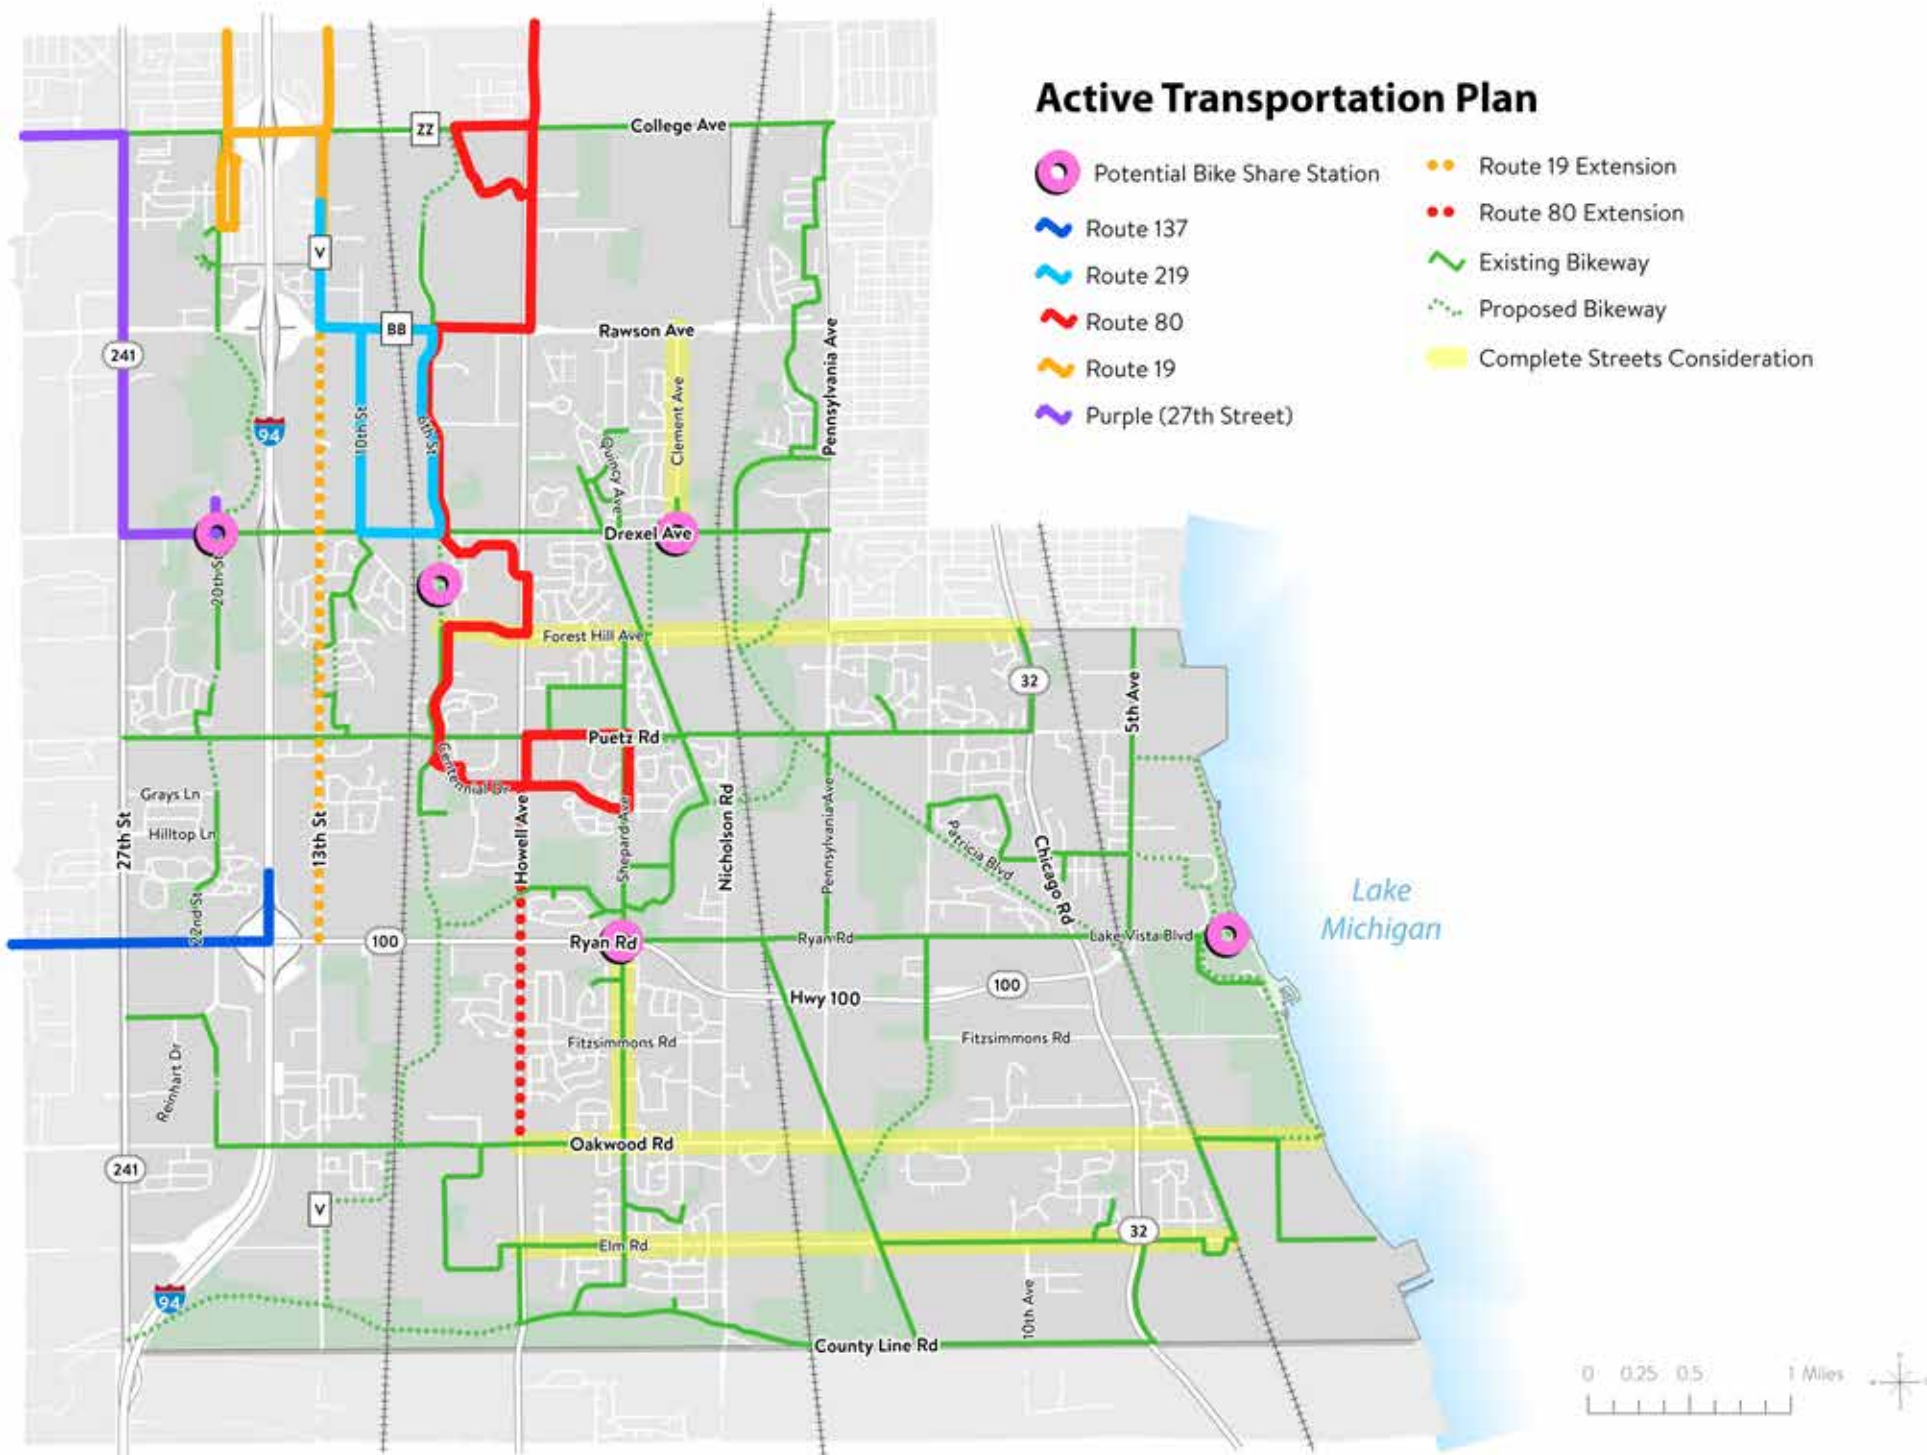 Active Transportation Plan
Potential Bike Share Station
Route 137
Route 219
Route 80
Route 19
Purple (27th Street)
Route 19 Extension
Route 80 Extension
Existing Bikeway
Proposed Bikeway
Complete Streets Consideration
ZZ
College Ave
V
BB
Rawson Ave
241
94
10th St
6th St
Quincy Ave
Clement Ave
Pennsylvania Ave
Drexel Ave
20th St
Forest Hill Ave
32
5th Ave
Puetz Rd
Centennial Dr
Grays Ln
Hilltop Ln
27th St
13th St
Howell Ave
Shepard Ave
Nicholson Rd
Pennsylvania Ave
Patricia Blvd
Chicago Rd
Lake
Michigan
22nd St
100
Ryan Rd
Ryan Rd
Lake Vista Blvd
Hwy 100
100
Fitzsimmons Rd
Fitzsimmons Rd
Reinhart Dr
Oakwood Rd
241
V
Elm Rd
32
94
10th Ave
County Line Rd
0 0.25 0.5 1 Miles